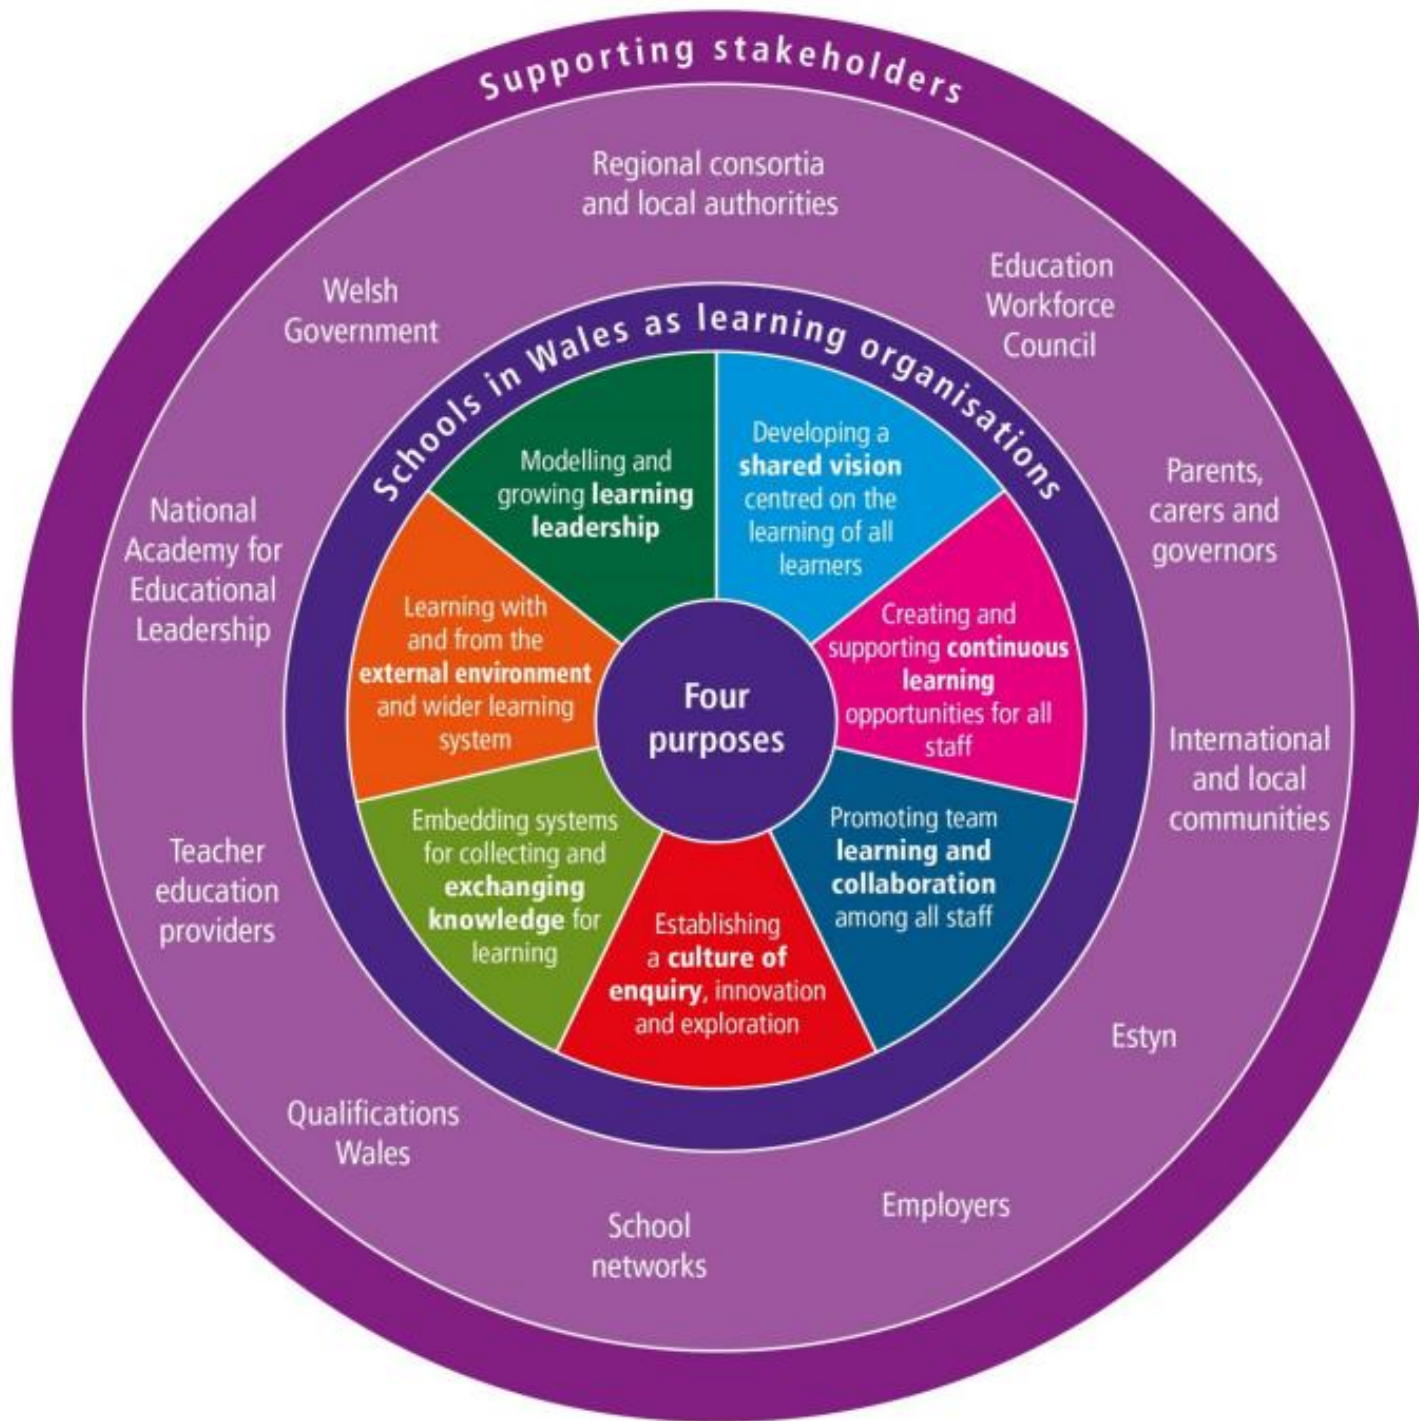 Supporting stakeholders
Regional consortia
and local authorities
Education
Workforce
Council
Parents,
carers and
governors
International
and local
communities
Estyn
Employers
School
networks
Qualifications
Wales
Teacher
education
providers
National
Academy for
Educational
Leadership
Welsh
Government
Schools in Wales as learning organisations
Developing a
shared vision
centred on the
learning of all
learners
Creating and
supporting continuous
learning
opportunities for all
staff
Promoting team
learning and
collaboration
among all staff
Establishing
a culture of
enquiry, innovation
and exploration
Embedding systems
for collecting and
exchanging
knowledge for
learning
Learning with
and from the
external environment
and wider learning
system
Modelling and
growing learning
leadership
Four
purposes